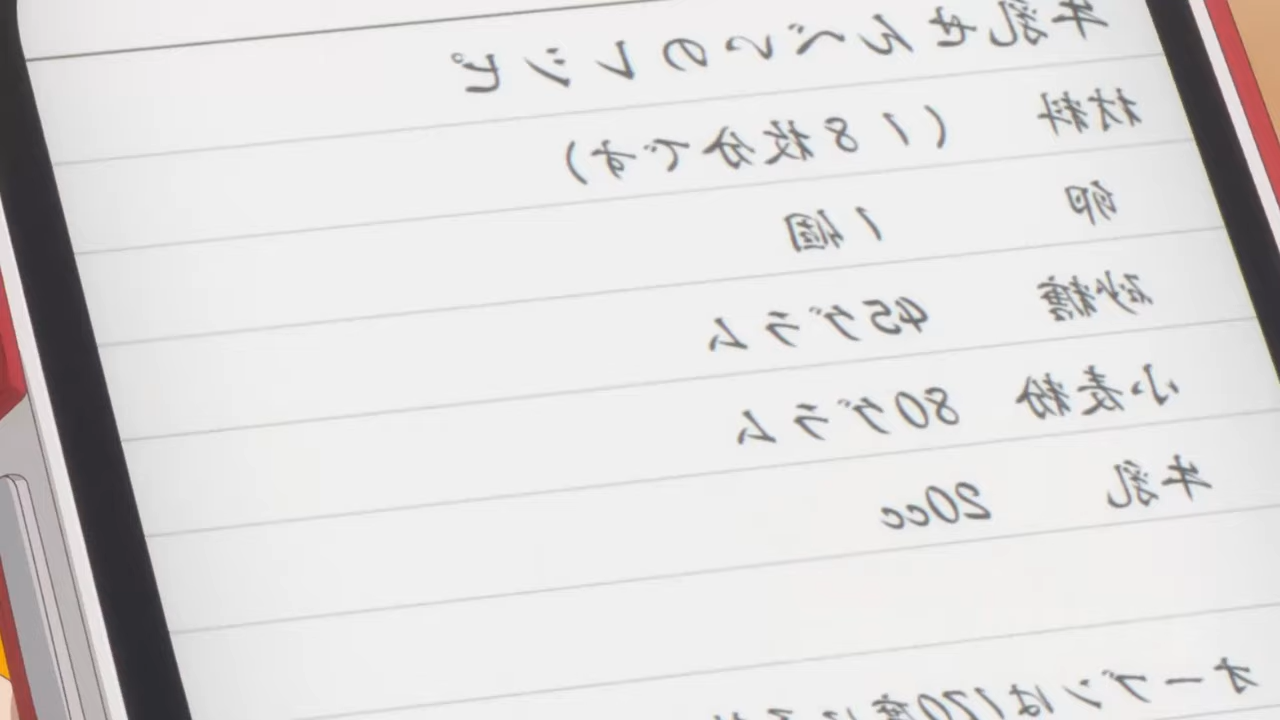 牛乳せんべいのレシピ
材料 （18枚分です）
卵 1個
砂糖 45グラム
小麦粉 80グラム
牛乳 20cc
オーブンは170度に予